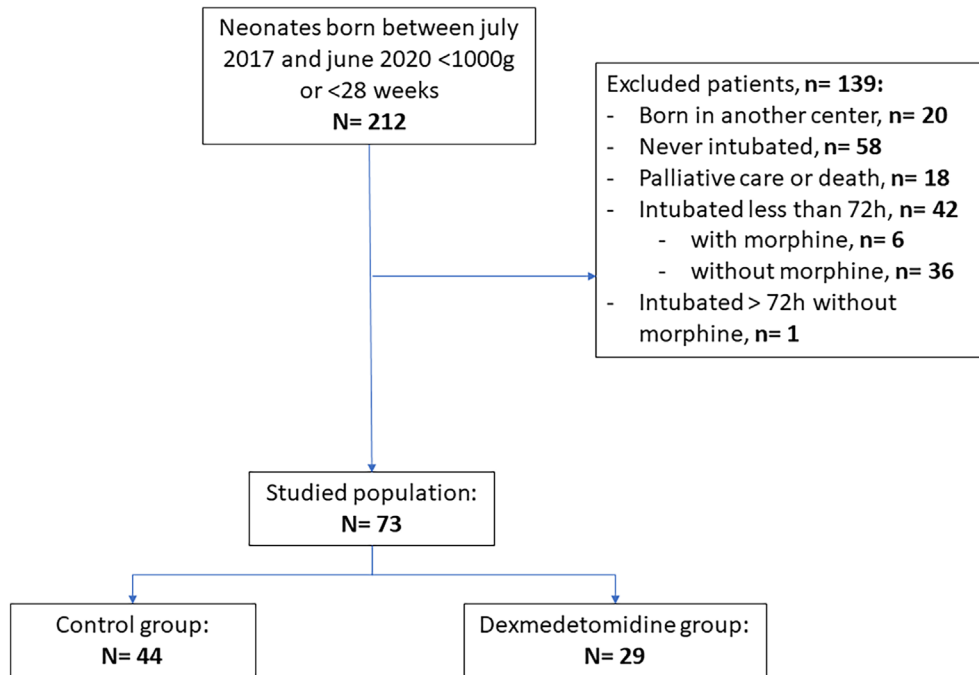 Neonates born between july
2017 and june 2020 <1000g
or <28 weeks
N= 212
Excluded patients, n= 139:
- Born in another center, n= 20
- Never intubated, n= 58
- Palliative care or death, n= 18
- Intubated less than 72h, n= 42
- with morphine, n= 6
- without morphine, n= 36
- Intubated > 72h without
morphine, n= 1
Studied population:
N= 73
Control group:
N= 44
Dexmedetomidine group:
N= 29